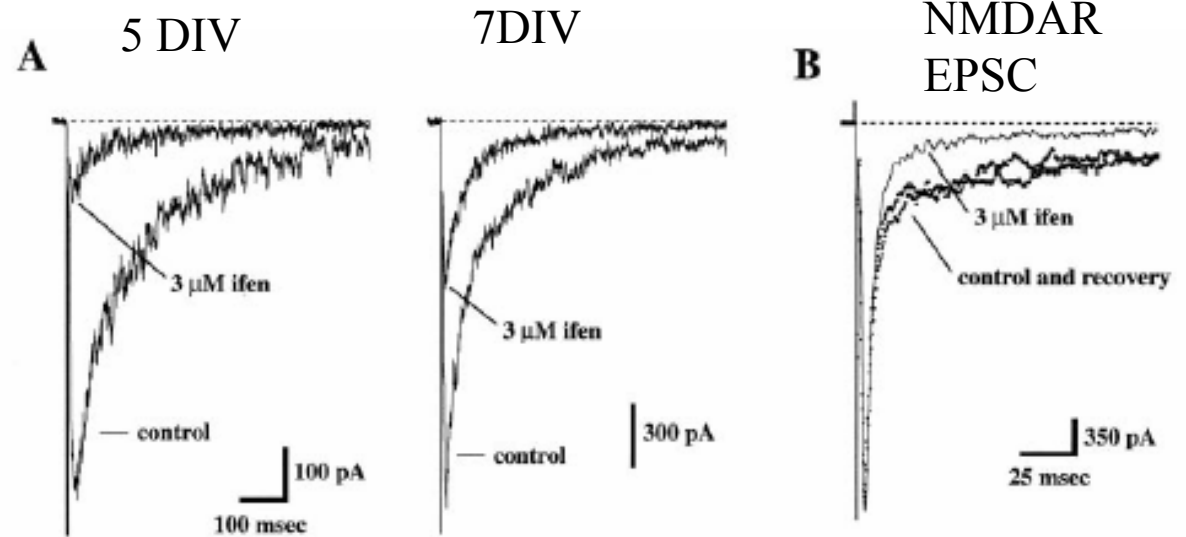 A
5 DIV
7DIV
B
NMDAR
EPSC
3 μM ifen
control
100 pA
100 msec
3 μM ifen
control
300 pA
3 μM ifen
control and recovery
350 pA
25 msec